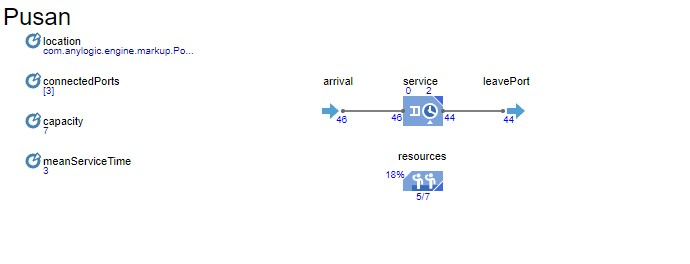 Pusan
location
com.anylogic.engine.markup.Po...
connectedPorts
[3]
capacity
7
meanServiceTime
3
arrival
service
leavePort
0 2
46
46
44
44
resources
18%
5/7